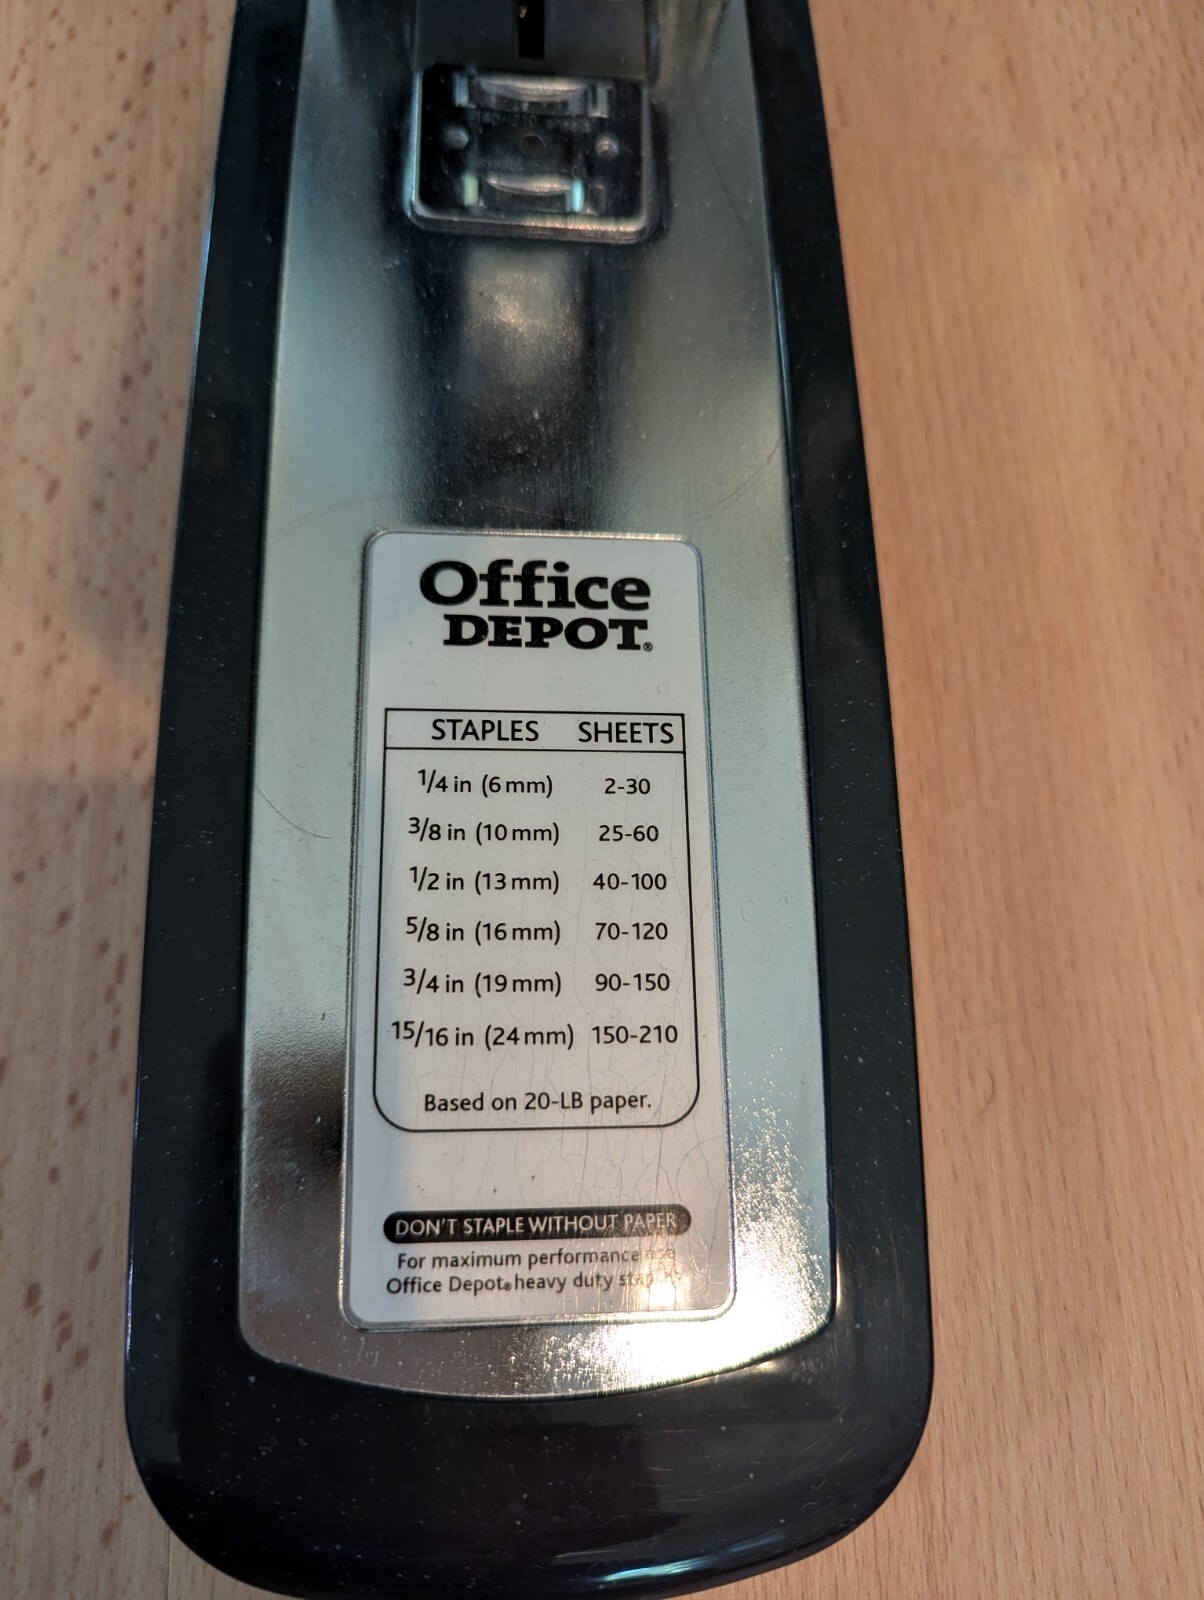 Office
DEPOT®
STAPLES SHEETS
1/4 in (6 mm) 2-30
3/8 in (10 mm) 25-60
1/2 in (13 mm) 40-100
5/8 in (16 mm) 70-120
3/4 in (19 mm) 90-150
15/16 in (24 mm) 150-210
Based on 20-LB paper.
DON'T STAPLE WITHOUT PAPER
For maximum performance use
Office Depot® heavy duty